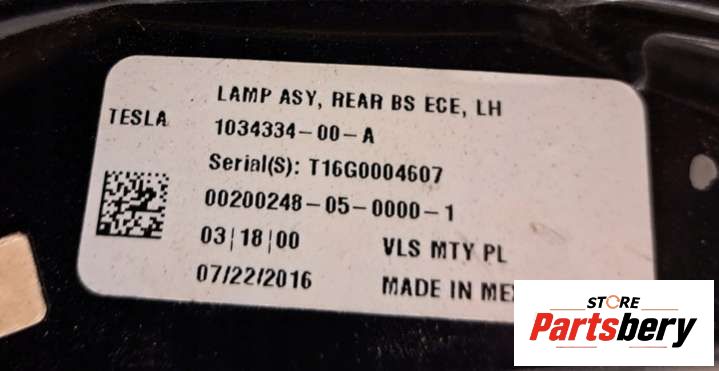 LAMP ASY, REAR BS ECE, LH
TESLA
1034334-00-A
Serial(S): T16G0004607
00200248-05-0000-1
03|18|00
VLS MTY PL
07/22/2016
MADE IN ME
STORE
Partsbery